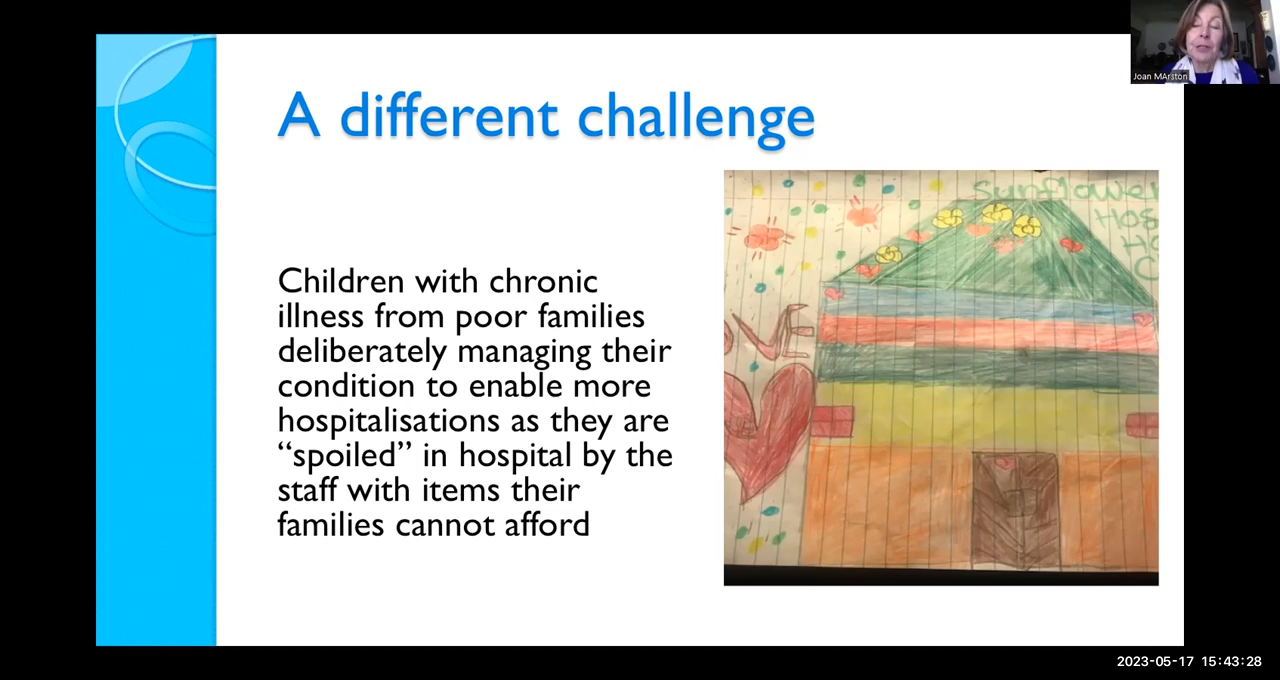 Joan MArston
A different challenge
Children with chronic
illness from poor families
deliberately managing their
condition to enable more
hospitalisations as they are
“spoiled” in hospital by the
staff with items their
families cannot afford
Sunflower
2023-05-17 15:43:28